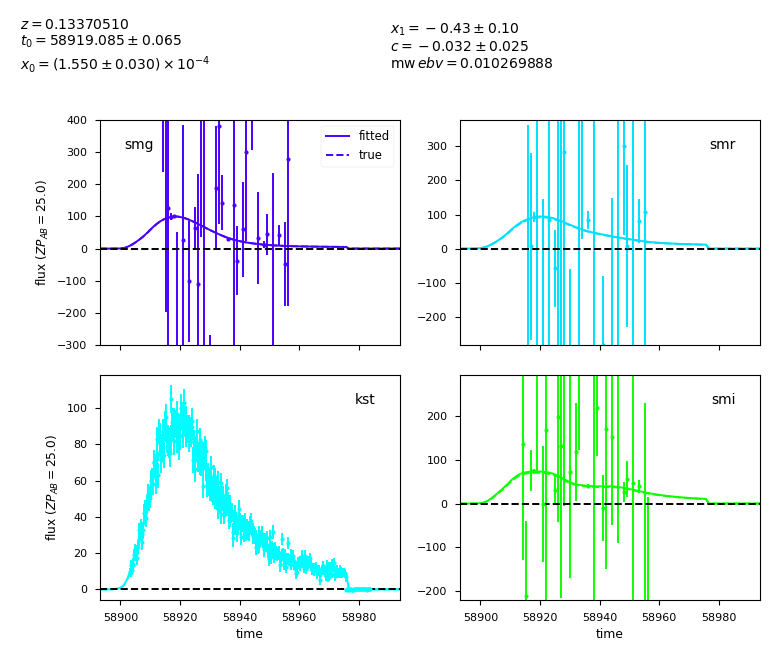 z = 0.13370510
t₀ = 58919.085 ± 0.065
x₀ = (1.550 ± 0.030) × 10⁻⁴
x₁ = −0.43 ± 0.10
c = −0.032 ± 0.025
mw ebv = 0.010269888
400
300
200
100
0
−100
−200
−300
flux (ZP_AB = 25.0)
smg
fitted
true
300
200
100
0
−100
−200
smr
100
80
60
40
20
0
flux (ZP_AB = 25.0)
kst
58900 58920 58940 58960 58980
time
200
100
0
−100
−200
smi
58900 58920 58940 58960 58980
time